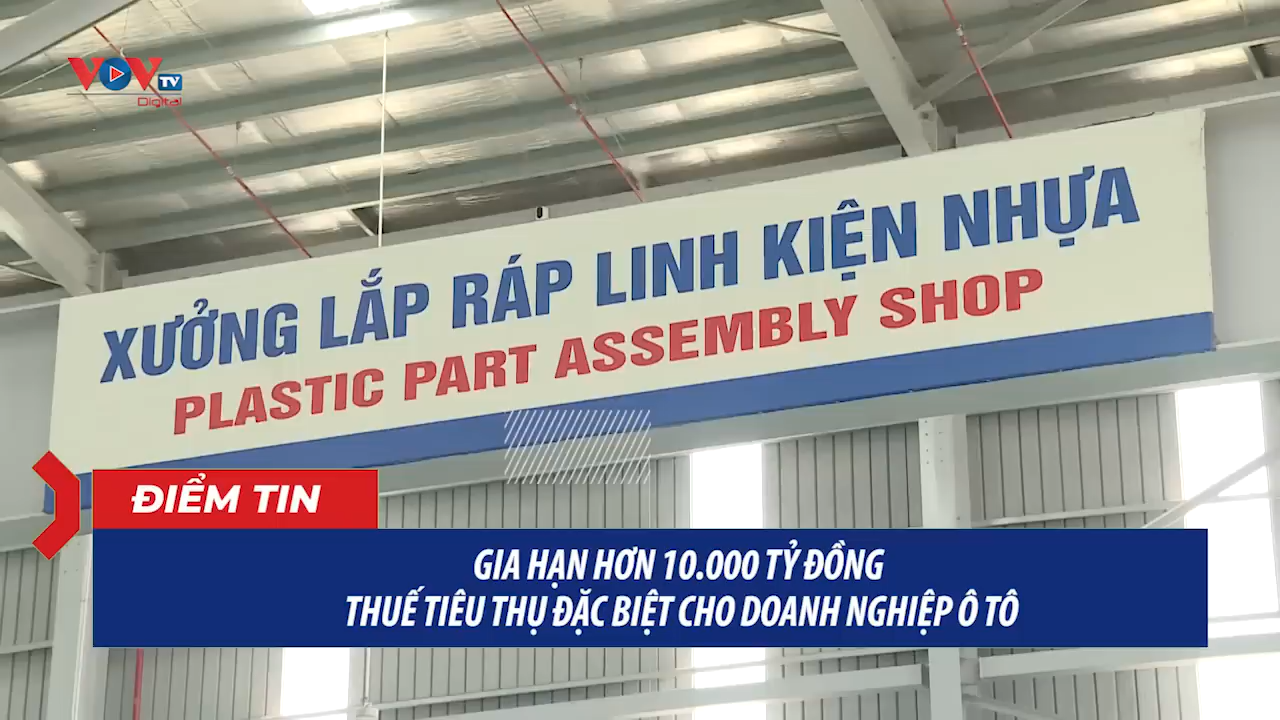 VOV TV
Digital
XƯỞNG LẮP RÁP LINH KIỆN NHỰA
PLASTIC PART ASSEMBLY SHOP
ĐIỂM TIN
GIA HẠN HƠN 10.000 TỶ ĐỒNG
THUẾ TIÊU THỤ ĐẶC BIỆT CHO DOANH NGHIỆP Ô TÔ